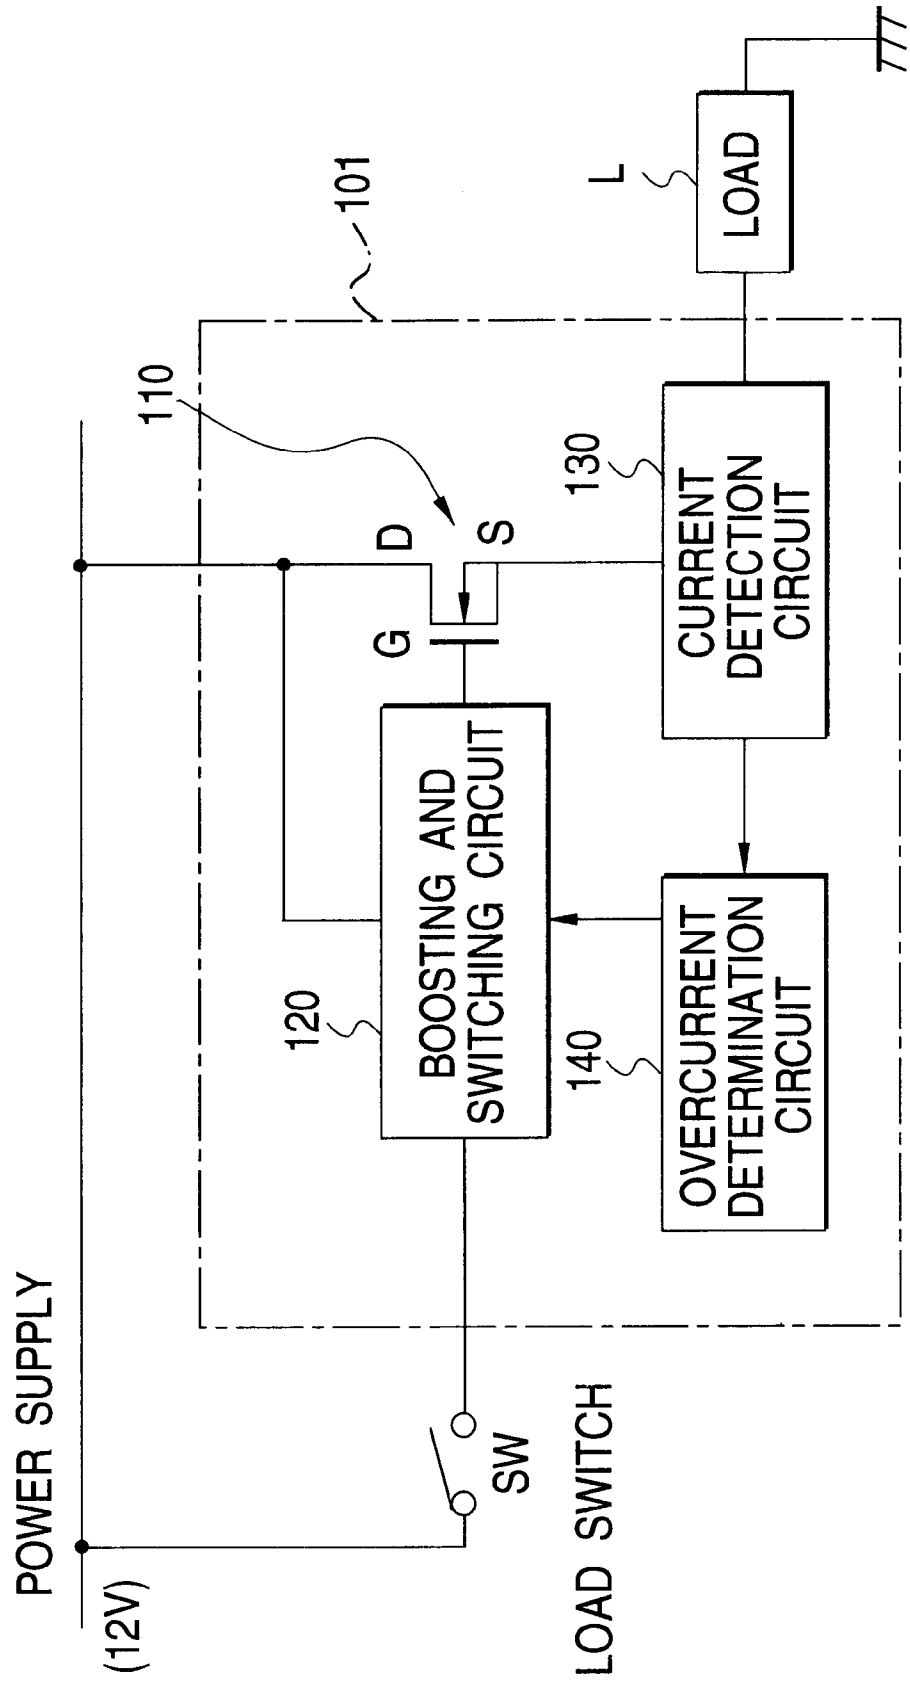 POWER SUPPLY
(12V)
110
101
D
G
S
120
BOOSTING AND
SWITCHING CIRCUIT
SW
LOAD SWITCH
140
OVERCURRENT
DETERMINATION
CIRCUIT
130
CURRENT
DETECTION
CIRCUIT
L
LOAD